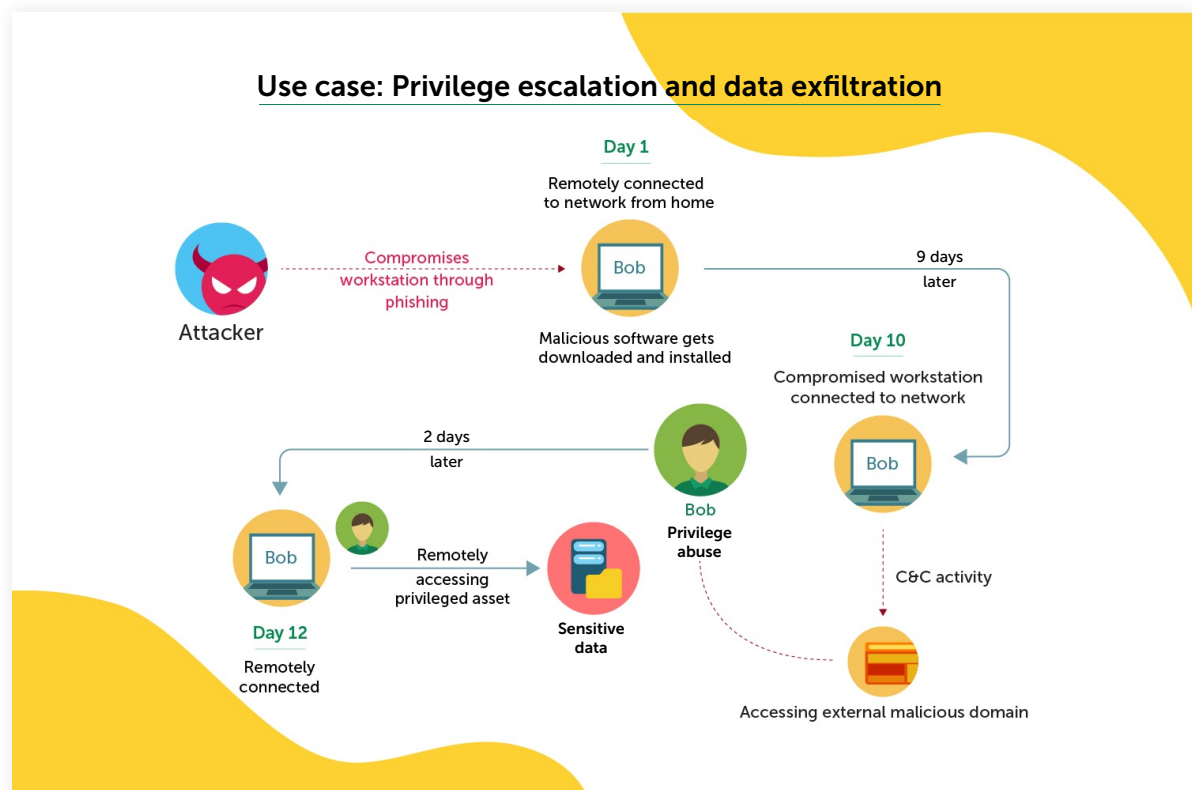 Use case: Privilege escalation and data exfiltration
Day 1
Remotely connected
to network from home
Bob
Malicious software gets
downloaded and installed
Compromises
workstation through
phishing
Attacker
9 days
later
Day 10
Compromised workstation
connected to network
Bob
C&C activity
Accessing external malicious domain
Bob
Privilege
abuse
2 days
later
Bob
Day 12
Remotely
connected
Remotely
accessing
privileged asset
Sensitive
data